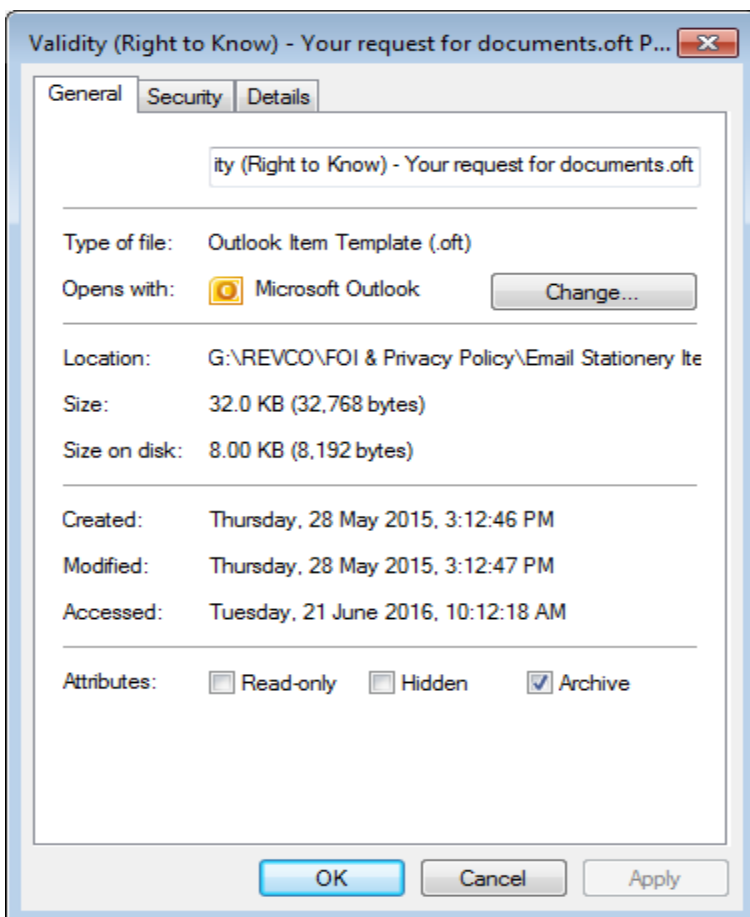 Validity (Right to Know) - Your request for documents.oft P...
General Security Details
ity (Right to Know) - Your request for documents.oft
Type of file: Outlook Item Template (.oft)
Opens with: Microsoft Outlook Change...
Location: G:\REVCO\FOI & Privacy Policy\Email Stationery Ite
Size: 32.0 KB (32,768 bytes)
Size on disk: 8.00 KB (8,192 bytes)
Created: Thursday, 28 May 2015, 3:12:46 PM
Modified: Thursday, 28 May 2015, 3:12:47 PM
Accessed: Tuesday, 21 June 2016, 10:12:18 AM
Attributes: Read-only Hidden Archive
OK Cancel Apply